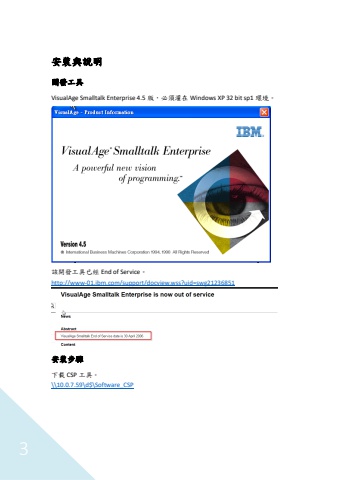 安裝與說明
開發工具
VisualAge Smalltalk Enterprise 4.5 版，必須灌在 Windows XP 32 bit sp1 環境。
VisualAge - Product Information
IBM
VisualAge Smalltalk Enterprise
A powerful new vision
of programming.™
Version 4.5
International Business Machines Corporation 1994, 1998. All Rights Reserved
該開發工具已經 End of Service。
http://www-01.ibm.com/support/docview.wss?uid=swg21236851
VisualAge Smalltalk Enterprise is now out of service
News
Abstract
VisualAge Smalltalk End of Service date is 30 April 2006
Content
安裝步驟
下載 CSP 工具。
\\10.0.7.59\d$\Software_CSP
3